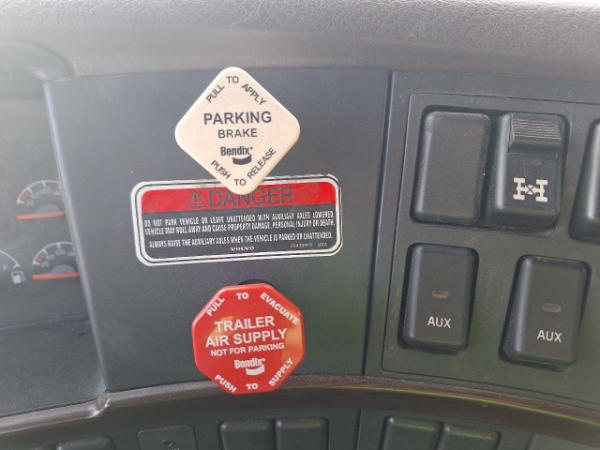 PULL TO APPLY
PARKING
BRAKE
Bendix
PUSH TO RELEASE
DANGER
DO NOT PARK VEHICLE OR LEAVE UNATTENDED WITH AUXILIARY AXLES LOWERED
VEHICLE MAY ROLL AWAY AND CAUSE PROPERTY DAMAGE, PERSONAL INJURY OR DEATH.
ALWAYS RAISE THE AUXILIARY AXLES WHEN THE VEHICLE IS PARKED OR UNATTENDED.
VOLVO
PULL TO EVACUATE
TRAILER
AIR SUPPLY
NOT FOR PARKING
Bendix
PUSH TO SUPPLY
AUX
AUX